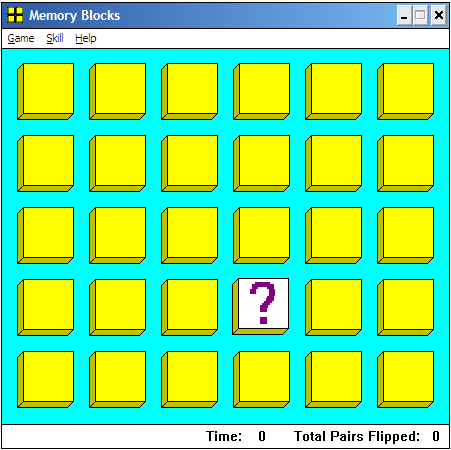 Memory Blocks
Game Skill Help
?
Time: 0 Total Pairs Flipped: 0